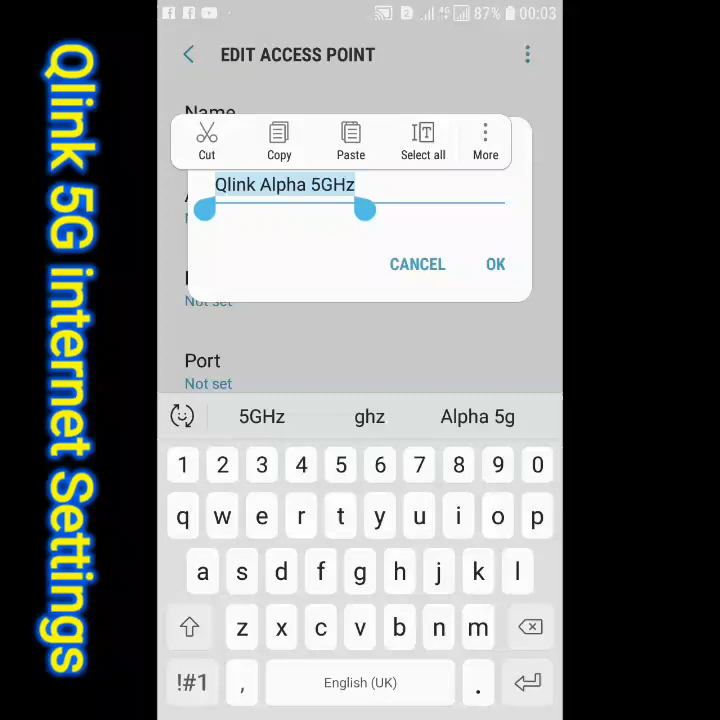 Qlink 5G internet Settings
2 4G 87% 00:03
EDIT ACCESS POINT
Name
Cut Copy Paste Select all More
Qlink Alpha 5GHz
CANCEL OK
Not set
Port
Not set
5GHz ghz Alpha 5g
1 2 3 4 5 6 7 8 9 0
q w e r t y u i o p
a s d f g h j k l
z x c v b n m
!#1 , English (UK) .